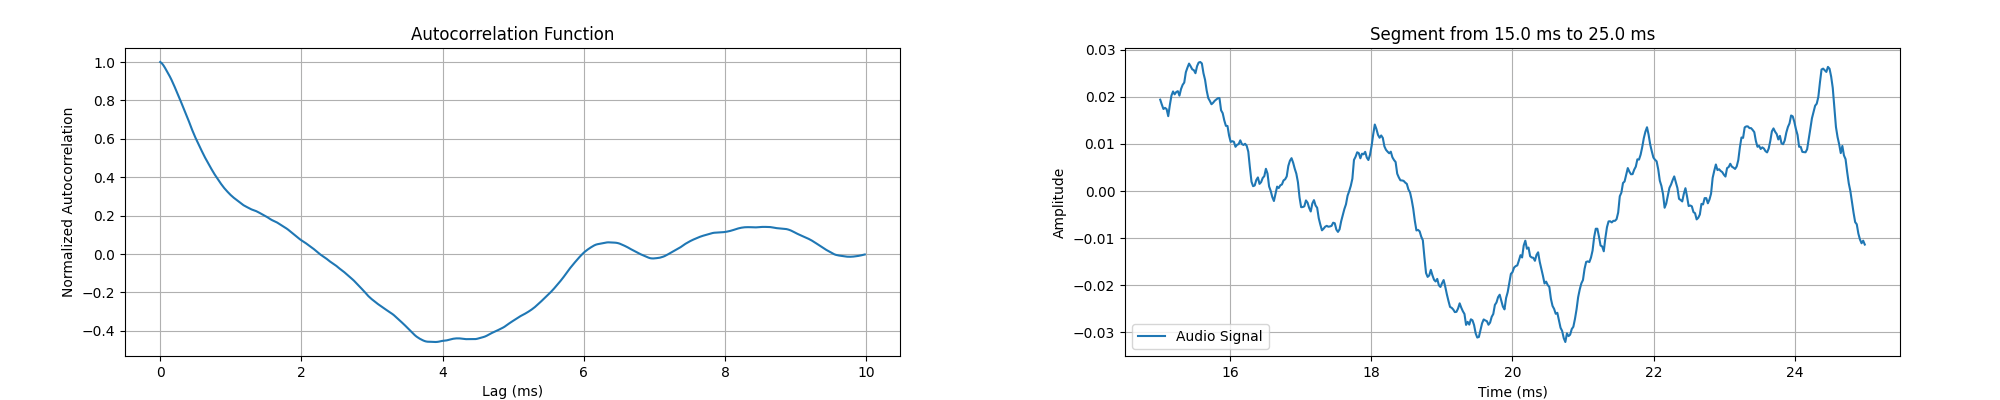 Autocorrelation Function
Normalized Autocorrelation
1.0
0.8
0.6
0.4
0.2
0.0
−0.2
−0.4
0 2 4 6 8 10
Lag (ms)
Segment from 15.0 ms to 25.0 ms
Amplitude
0.03
0.02
0.01
0.00
−0.01
−0.02
−0.03
Audio Signal
16 18 20 22 24
Time (ms)